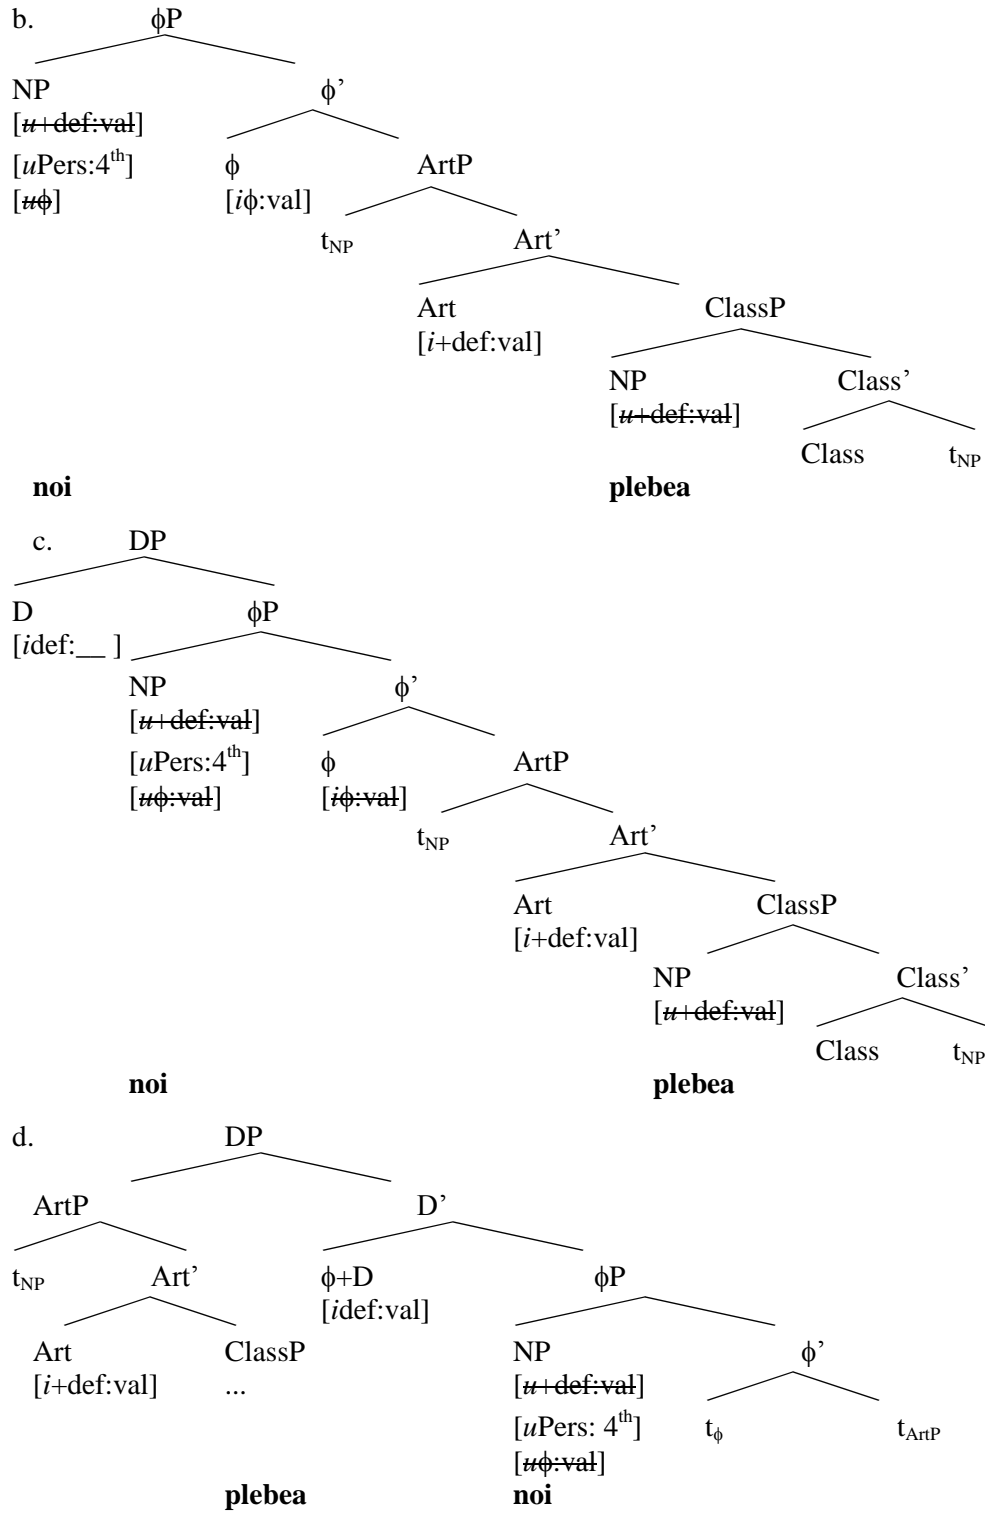 b. ϕP
NP ϕ’
[u+def:val]
[uPers:4th] ϕ ArtP
[uϕ] [iϕ:val]
tNP Art’
Art ClassP
[i+def:val]
NP Class’
[u+def:val]
Class tNP
noi plebea
c. DP
D ϕP
[idef:__ ]
NP ϕ’
[u+def:val]
[uPers:4th] ϕ ArtP
[uϕ:val] [iϕ:val]
tNP Art’
Art ClassP
[i+def:val]
NP Class’
[u+def:val]
Class tNP
noi plebea
d. DP
ArtP D’
tNP Art’ ϕ+D ϕP
[idef:val]
Art ClassP NP ϕ’
[i+def:val] ... [u+def:val]
[uPers: 4th] tϕ tArtP
[uϕ:val]
plebea noi